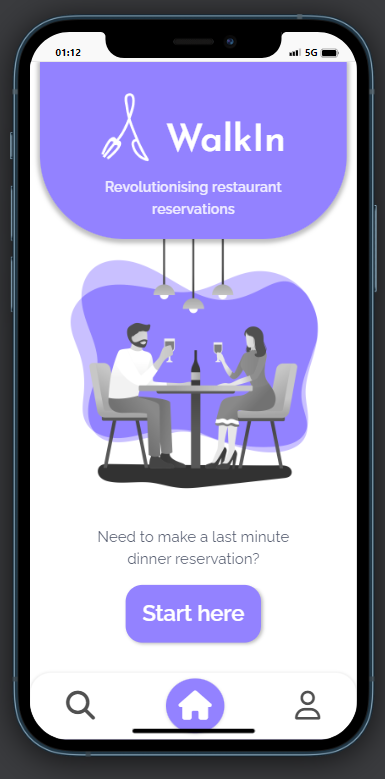 01:12
5G
WalkIn
Revolutionising restaurant
reservations
Need to make a last minute
dinner reservation?
Start here